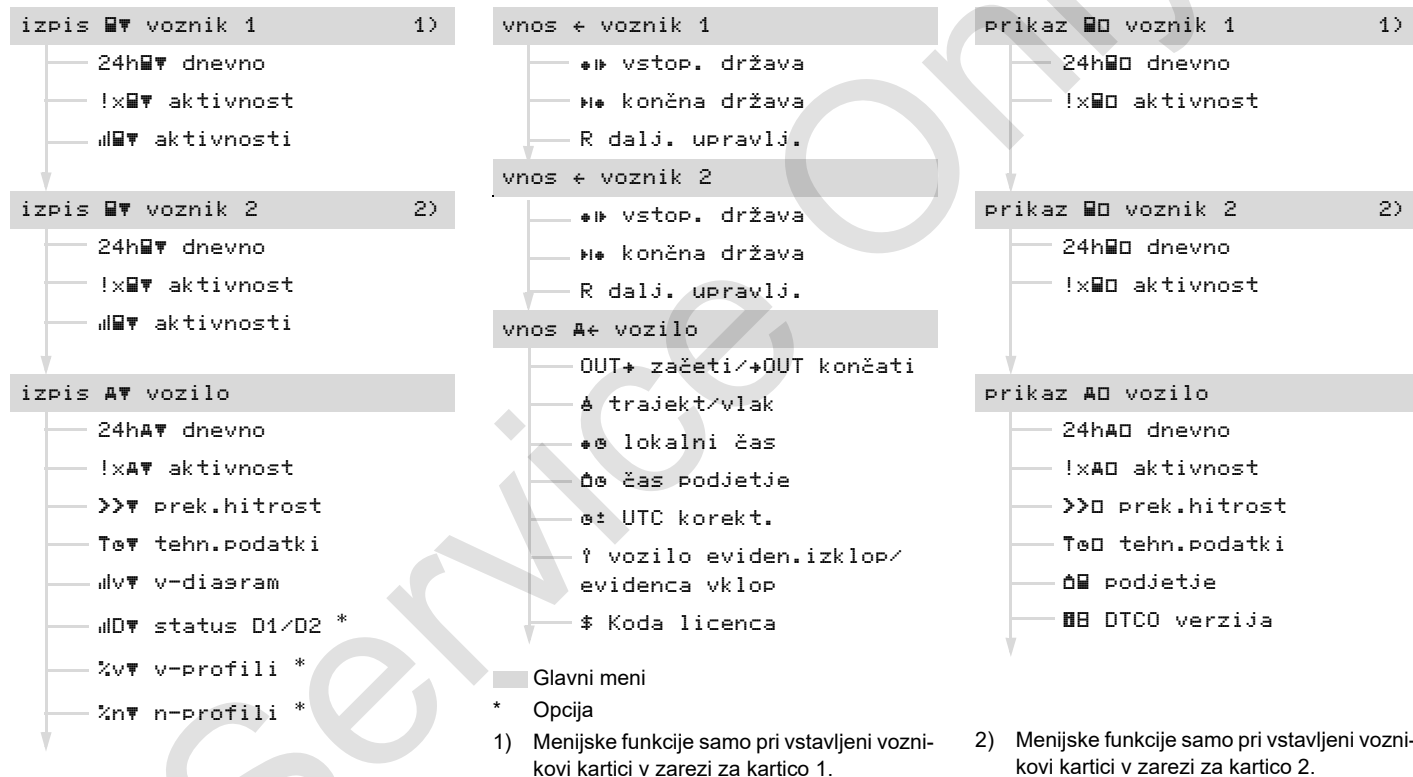 izpis voznik 1 1)
24h dnevno
!x aktivnost
aktivnosti
izpis voznik 2 2)
24h dnevno
!x aktivnost
aktivnosti
izpis vozilo
24h dnevno
!x aktivnost
>> prek.hitrost
T tehn.podatki
v v-diagram
D status D1/D2 *
%v v-profili *
%n n-profili *
vnos ← voznik 1
vstop. država
končna država
R dalj. upravlj.
vnos ← voznik 2
vstop. država
končna država
R dalj. upravlj.
vnos ← vozilo
OUT→ začeti/→OUT končati
trajekt/vlak
lokalni čas
čas podjetje
UTC korekt.
vozilo eviden.izklop/
evidenca vklop
$ Koda licenca
Glavni meni
* Opcija
1) Menijske funkcije samo pri vstavljeni vozni-
kovi kartici v zarezi za kartico 1.
prikaz voznik 1 1)
24h dnevno
!x aktivnost
prikaz voznik 2 2)
24h dnevno
!x aktivnost
prikaz vozilo
24h dnevno
!x aktivnost
>> prek.hitrost
T tehn.podatki
podjetje
DTCO verzija
2) Menijske funkcije samo pri vstavljeni vozni-
kovi kartici v zarezi za kartico 2.
Service Only